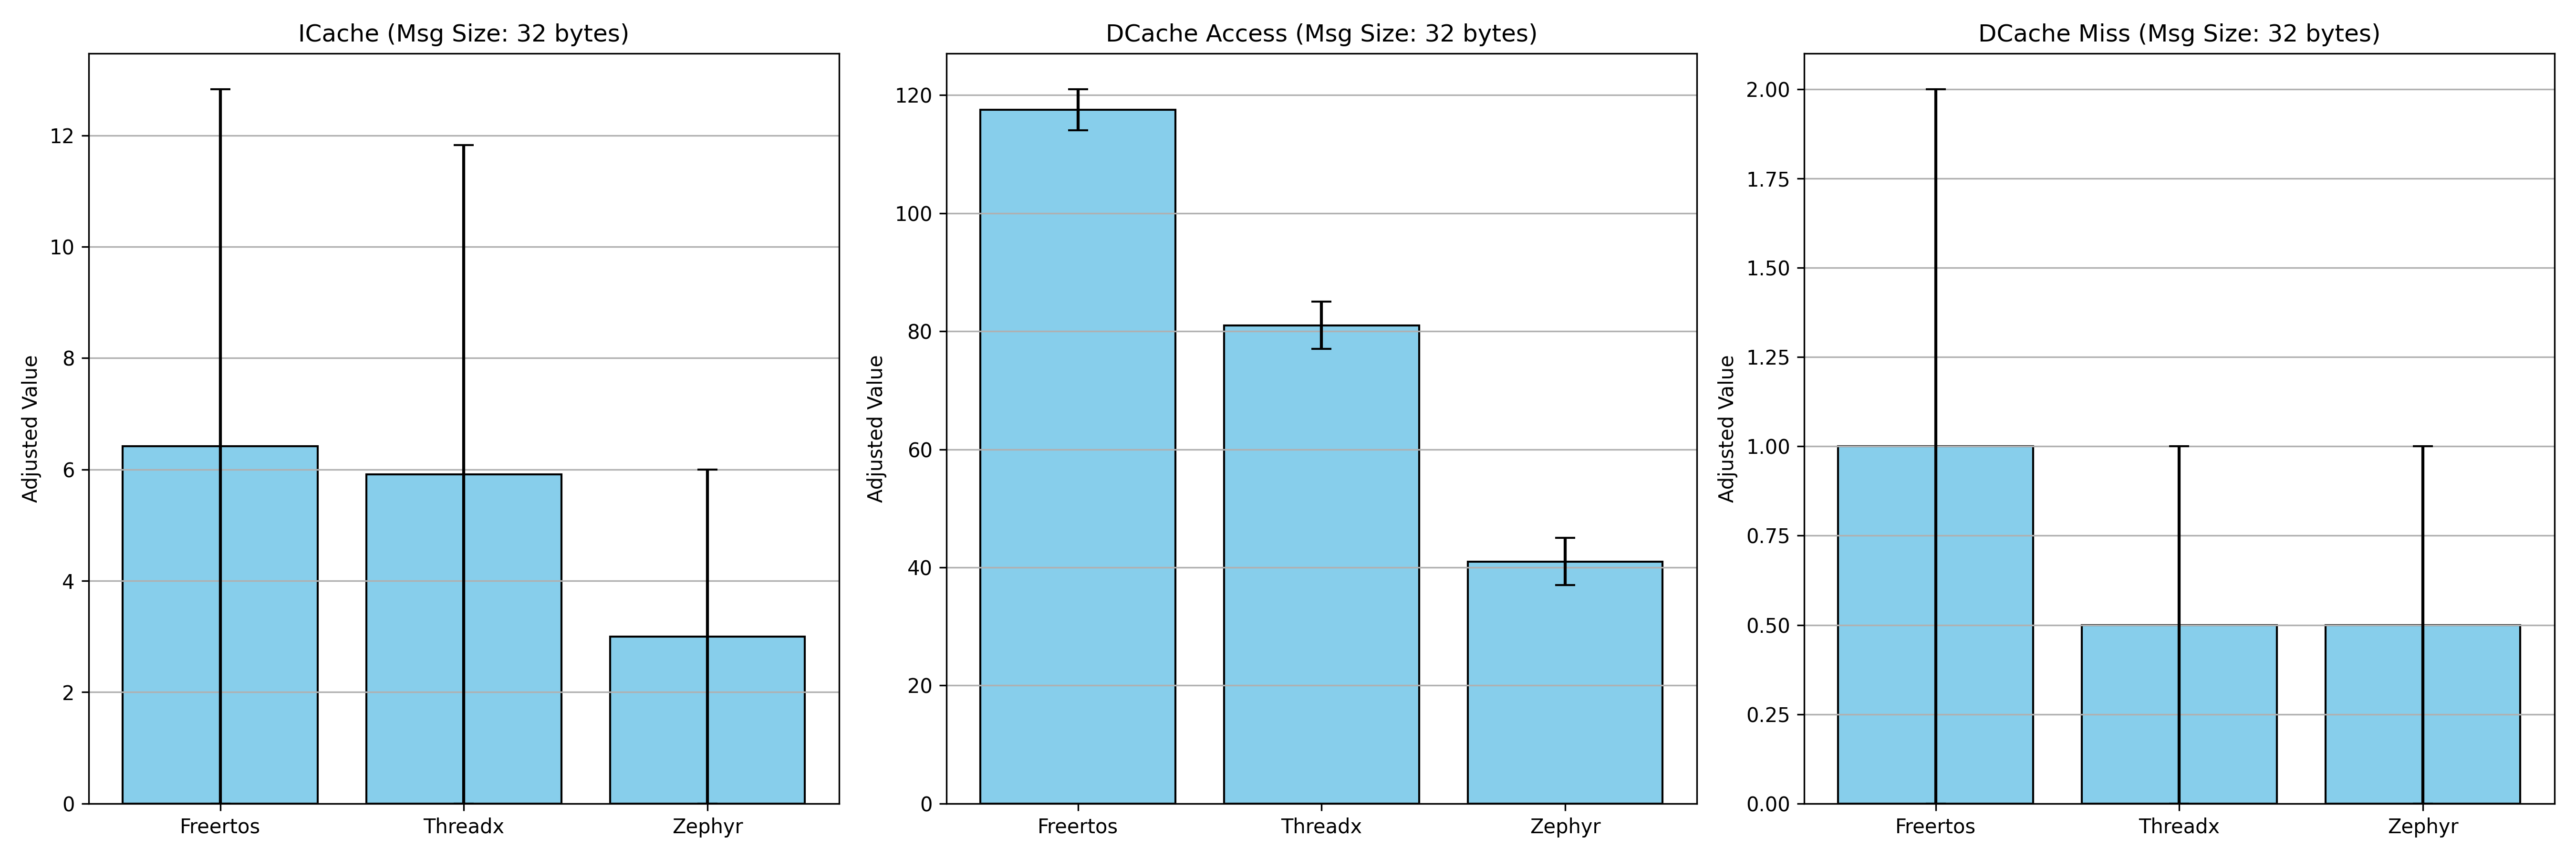 ICache (Msg Size: 32 bytes)
Adjusted Value
12
10
8
6
4
2
0
Freertos
Threadx
Zephyr
DCache Access (Msg Size: 32 bytes)
Adjusted Value
120
100
80
60
40
20
0
Freertos
Threadx
Zephyr
DCache Miss (Msg Size: 32 bytes)
Adjusted Value
2.00
1.75
1.50
1.25
1.00
0.75
0.50
0.25
0.00
Freertos
Threadx
Zephyr